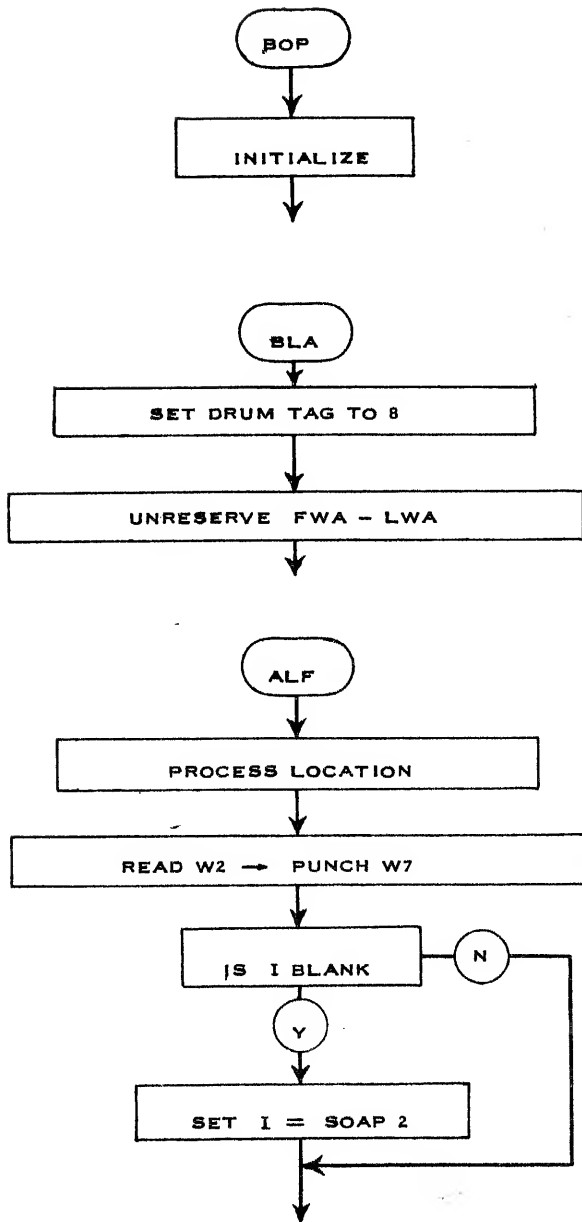 BOP
INITIALIZE
BLA
SET DRUM TAG TO 8
UNRESERVE FWA – LWA
ALF
PROCESS LOCATION
READ W2 → PUNCH W7
IS I BLANK
N
Y
SET I = SOAP 2